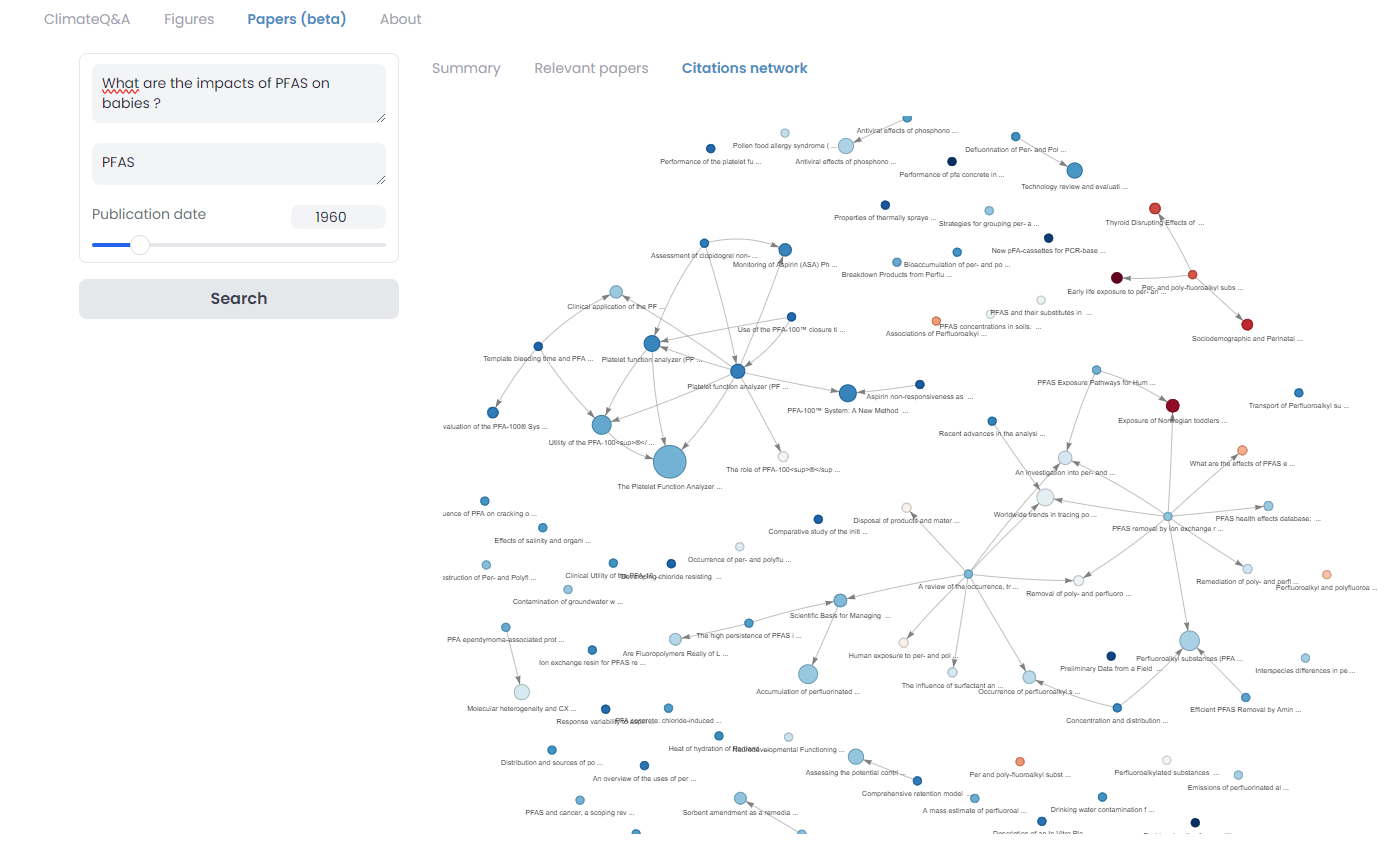 ClimateQ&A
Figures
Papers (beta)
About
What are the impacts of PFAS on
babies ?
PFAS
Publication date
1960
Search
Summary
Relevant papers
Citations network
Antiviral effects of phosphono ...
Pollen food allergy syndrome ( ...
Defluorination of Per- and Pol ...
Performance of the platelet fu ...
Antiviral effects of phosphono ...
Performance of pfa concrete in ...
Technology review and evaluati ...
Properties of thermally spraye ...
Strategies for grouping per- a ...
Thyroid Disrupting Effects of ...
Assessment of clopidogrel non- ...
New pFA-cassettes for PCR-base ...
Monitoring of Aspirin (ASA) Ph ...
Bioaccumulation of per- and po ...
Breakdown Products from Perflu ...
Early life exposure to per- an ...
Per- and poly-fluoroalkyl subs ...
Clinical application of the PF ...
PFAS and their substitutes in ...
Use of the PFA-100™ closure ti ...
Associations of Perfluoroalkyl ...
PFAS concentrations in soils: ...
Sociodemographic and Perinatal ...
Template bleeding time and PFA ...
Platelet function analyzer (PF ...
Platelet function analyzer (PF ...
PFAS Exposure Pathways for Hum ...
Aspirin non-responsiveness as ...
PFA-100™ System: A New Method ...
Transport of Perfluoroalkyl su ...
valuation of the PFA-100® Sys ...
Exposure of Norwegian toddlers ...
Recent advances in the analysi ...
Utility of the PFA-100<sup>®</ ...
The role of PFA-100<sup>®</sup ...
An investigation into per- and ...
What are the effects of PFAS e ...
The Platelet Function Analyzer ...
uence of PFA on cracking o ...
Worldwide trends in tracing po ...
Disposal of products and mater ...
PFAS health effects database: ...
PFAS removal by ion exchange r ...
Effects of salinity and organi ...
Comparative study of the initi ...
Occurrence of per- and polyflu ...
struction of Per- and Polyfl ...
Clinical Utility of the PFA-10
Developing chloride resisting ...
A review of the occurrence, tr ...
Remediation of poly- and perfl ...
Perfluoroalkyl and polyfluoroa ...
Contamination of groundwater w ...
Removal of poly- and perfluoro ...
Scientific Basis for Managing ...
PFA ependymoma-associated prot ...
The high persistence of PFAS i ...
Are Fluoropolymers Really of L ...
Human exposure to per- and pol ...
Ion exchange resin for PFAS re ...
Perfluoroalkyl substances (PFA ...
Preliminary Data from a Field ...
Interspecies differences in pe ...
Accumulation of perfluorinated ...
The influence of surfactant an ...
Occurrence of perfluoroalkyl s ...
Molecular heterogeneity and CX ...
Efficient PFAS Removal by Amin ...
Response variability to aspiri
PFA concrete: chloride-induced ...
Concentration and distribution ...
Heat of hydration of
Neurodevelopmental Functioning ...
Distribution and sources of po ...
Assessing the potential contri ...
Per and poly-fluoroalkyl subst ...
Perfluoroalkylated substances ...
An overview of the uses of per ...
Emissions of perfluorinated al ...
Comprehensive retention model ...
PFAS and cancer, a scoping rev ...
Sorbent amendment as a remedia ...
A mass estimate of perfluoroal ...
Drinking water contamination f ...
Description of an In Vitro Pla